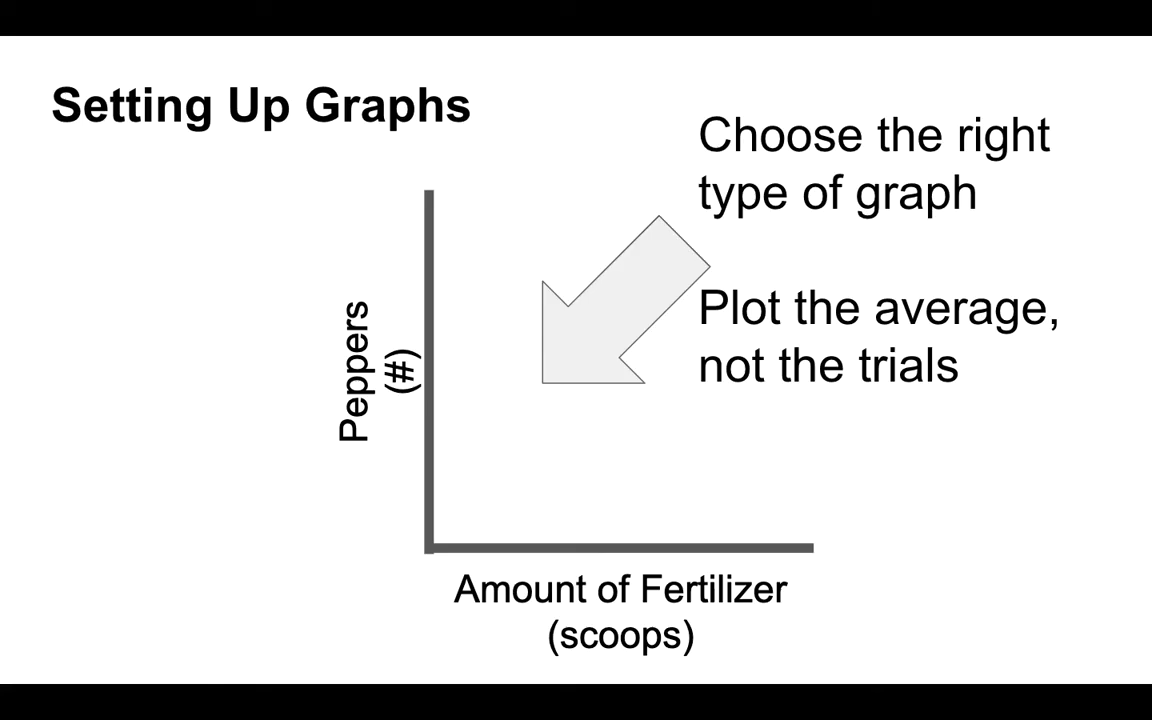 Setting Up Graphs
Choose the right
type of graph
Plot the average,
not the trials
Peppers
(#)
Amount of Fertilizer
(scoops)